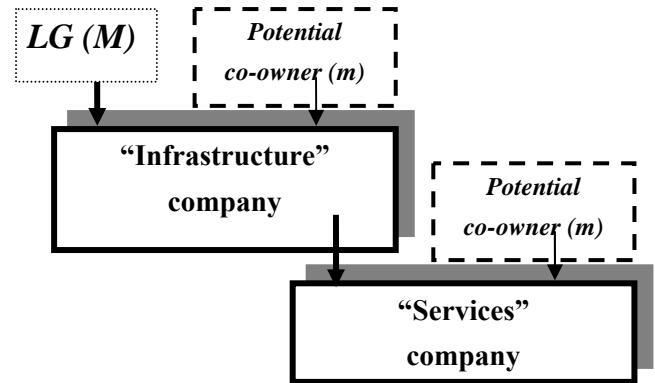 LG (M)
Potential
co-owner (m)
“Infrastructure”
company
Potential
co-owner (m)
“Services”
company